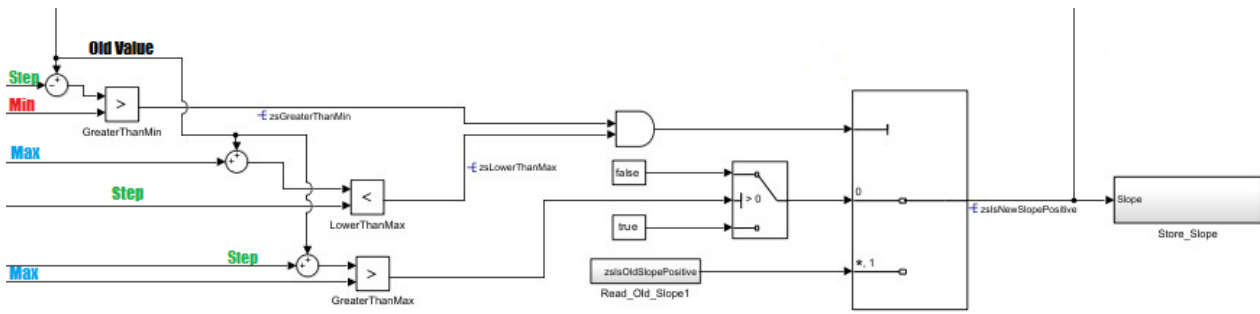 Old Value
Step
Min
>
GreaterThanMin
zsGreaterThanMin
Max
Step
<
LowerThanMax
zsLowerThanMax
false
> 0
true
0
*, 1
zsIsNewSlopePositive
Slope
Store_Slope
Step
Max
>
GreaterThanMax
zsIsOldSlopePositive
Read_Old_Slope1